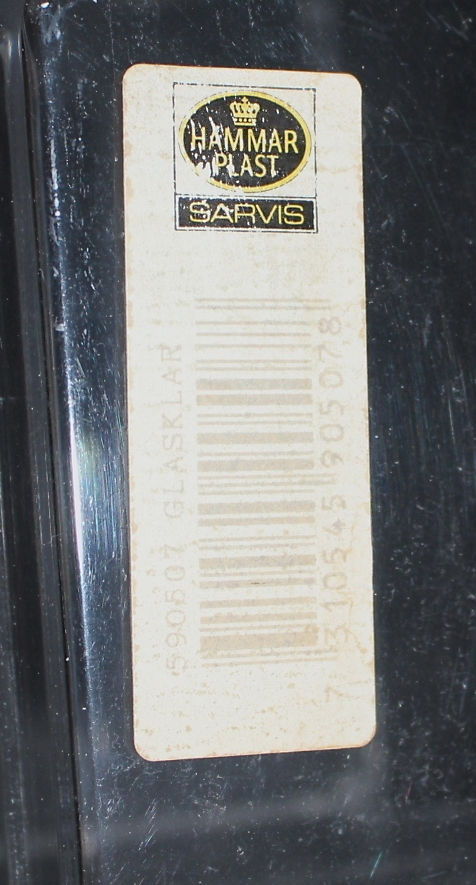 HAMMAR
PLAST
SARVIS
590507 GLASKLAR
7 310545 905078